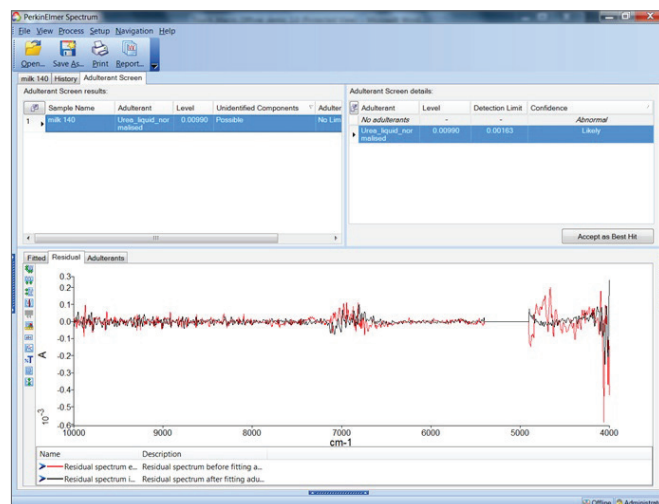 PerkinElmer Spectrum
File View Process Setup Navigation Help
Open... Save As... Print Report...
milk 140 History Adulterant Screen
Adulterant Screen results:
Sample Name Adulterant Level Unidentified Components Adulter
1 milk 140 Urea_liquid_nor malised 0.00990 Possible No Lim
Adulterant Screen details:
Adulterant Level Detection Limit Confidence
No adulterants - - Abnormal
Urea_liquid_nor malised 0.00990 0.00163 Likely
Accept as Best Hit
Fitted Residual Adulterants
0.3
0.2
0.1
0.0
-0.1
-0.2
-0.3
-0.4
-0.5
-0.6
A
10-3
10000 9000 8000 7000 6000 5000 4000
cm-1
Name Description
Residual spectrum e... Residual spectrum before fitting a...
Residual spectrum i... Residual spectrum after fitting adu...
Offline Administrat